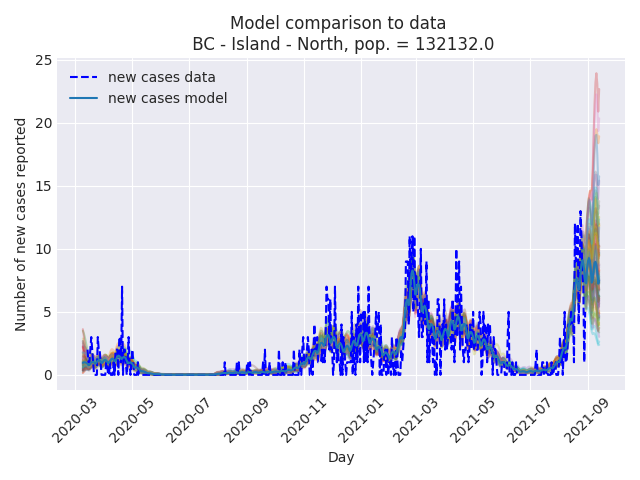 Model comparison to data
BC - Island - North, pop. = 132132.0
new cases data
new cases model
Number of new cases reported
25
20
15
10
5
0
2020-03
2020-05
2020-07
2020-09
2020-11
2021-01
2021-03
2021-05
2021-07
2021-09
Day